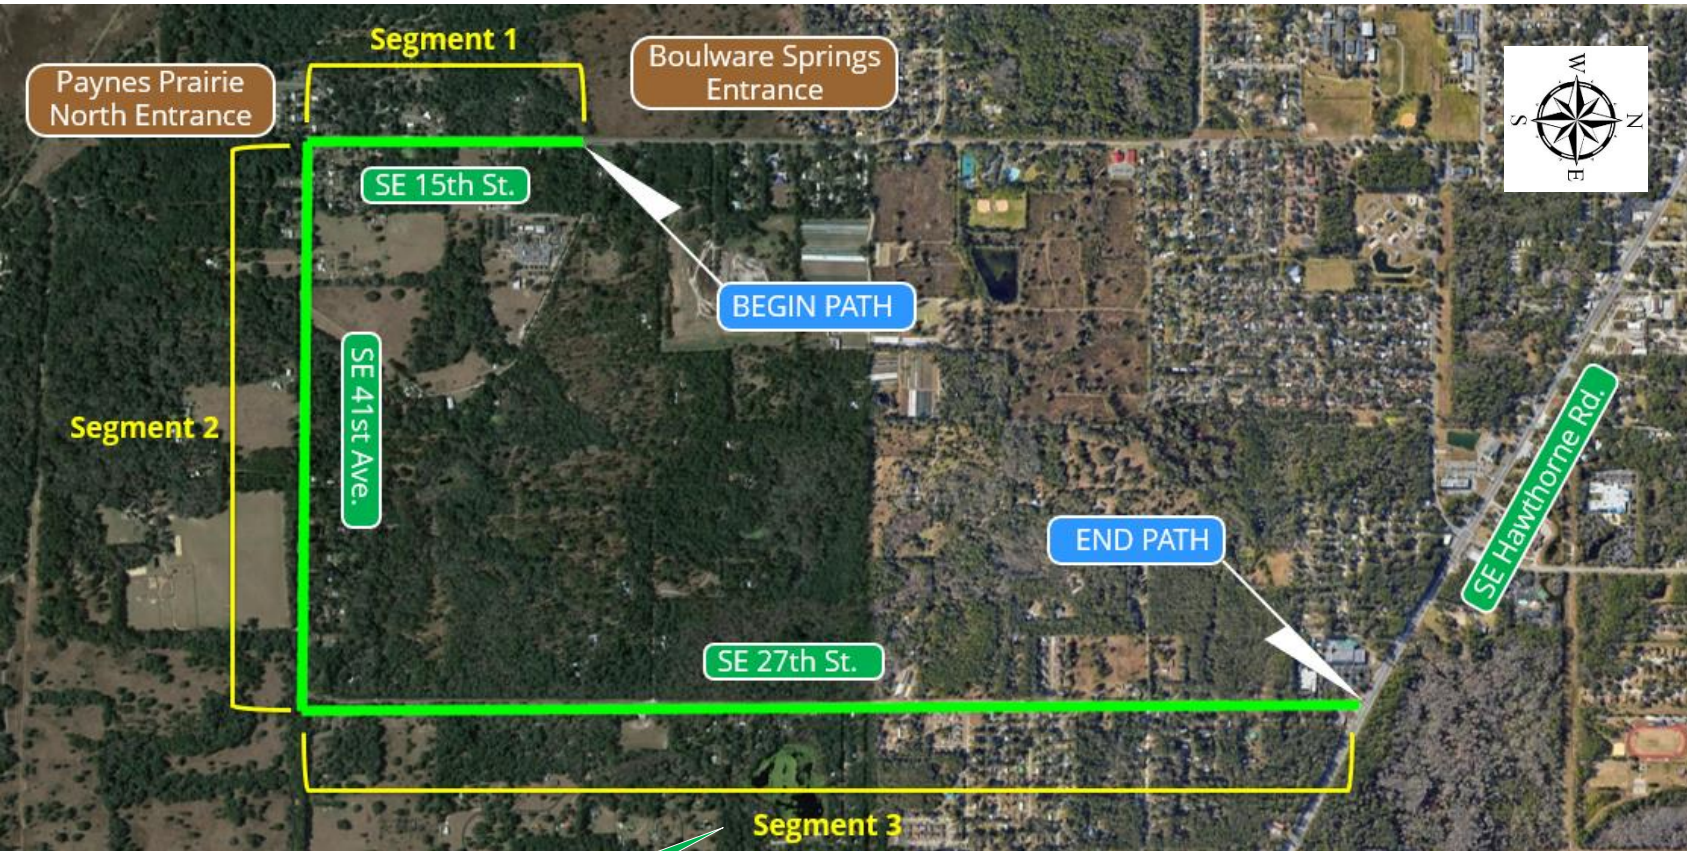 Segment 1
Paynes Prairie
North Entrance
Boulware Springs
Entrance
W
S
N
E
SE 15th St.
BEGIN PATH
SE 41st Ave.
Segment 2
SE Hawthorne Rd.
END PATH
SE 27th St.
Segment 3